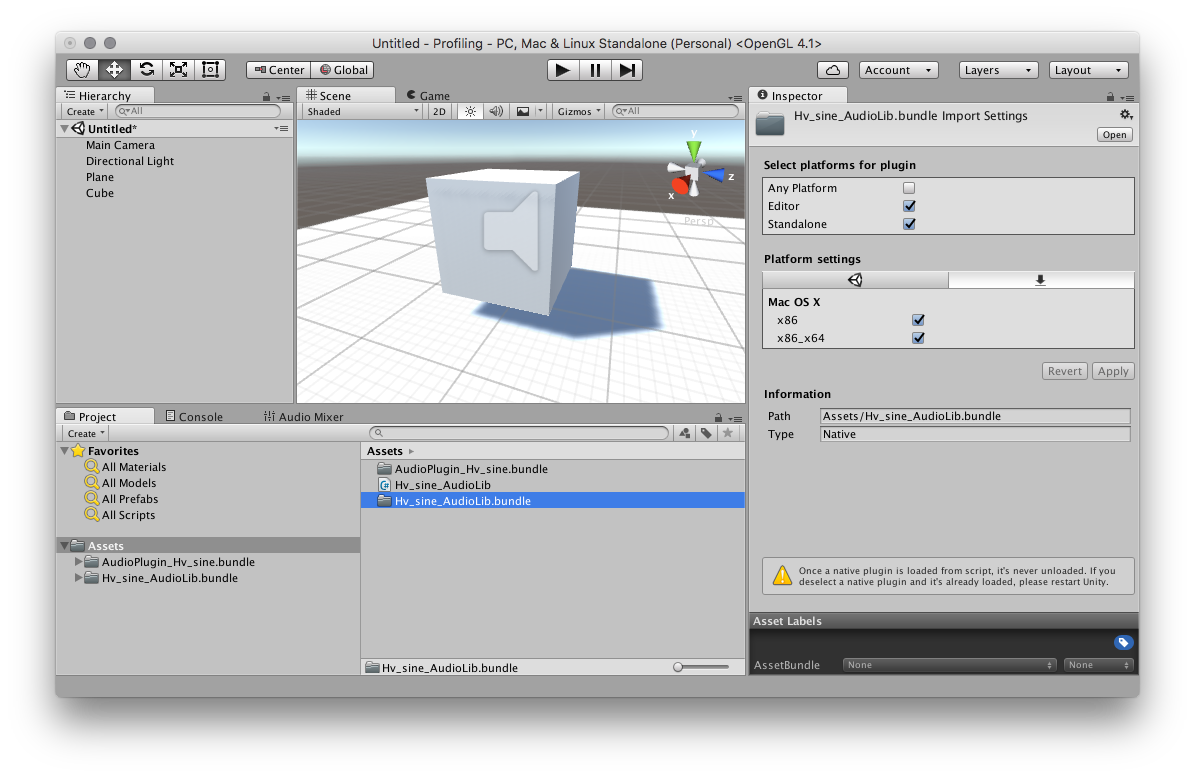 Untitled - Profiling - PC, Mac & Linux Standalone (Personal) <OpenGL 4.1>
Center Global Account Layers Layout
Hierarchy
Create All
Untitled*
Main Camera
Directional Light
Plane
Cube
Scene Game
Shaded 2D Gizmos All
y
z
x
Persp
Inspector
Hv_sine_AudioLib.bundle Import Settings
Open
Select platforms for plugin
Any Platform
Editor
Standalone
Platform settings
Mac OS X
x86
x86_x64
Revert Apply
Information
Path Assets/Hv_sine_AudioLib.bundle
Type Native
Once a native plugin is loaded from script, it's never unloaded. If you
deselect a native plugin and it's already loaded, please restart Unity.
Asset Labels
AssetBundle None None
Project Console Audio Mixer
Create
Favorites
All Materials
All Models
All Prefabs
All Scripts
Assets
AudioPlugin_Hv_sine.bundle
Hv_sine_AudioLib.bundle
Assets
AudioPlugin_Hv_sine.bundle
Hv_sine_AudioLib
Hv_sine_AudioLib.bundle
Hv_sine_AudioLib.bundle